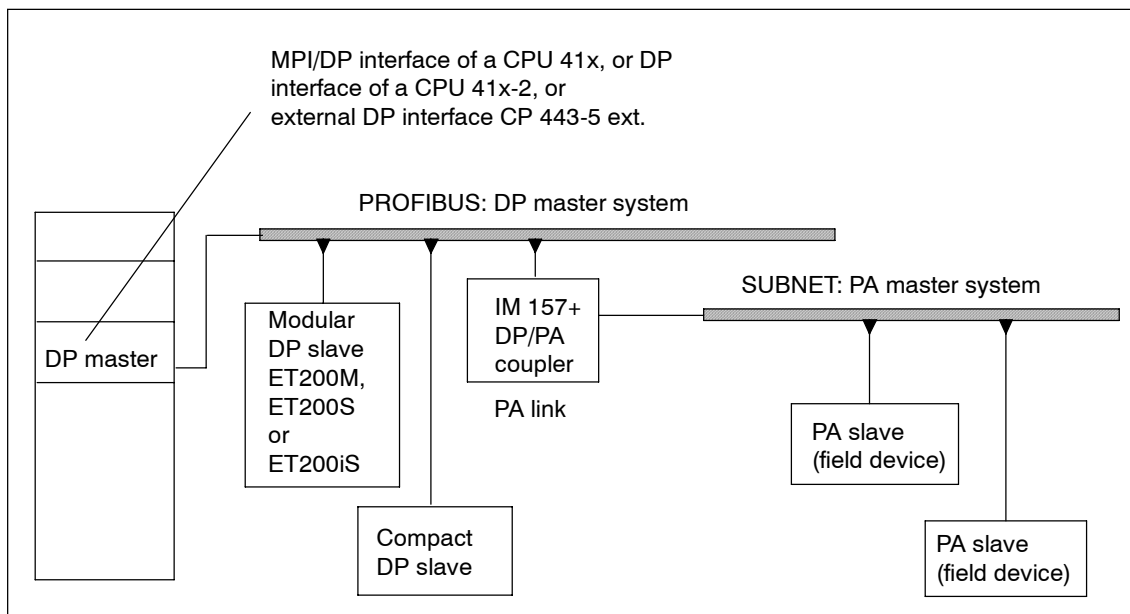 MPI/DP interface of a CPU 41x, or DP
interface of a CPU 41x-2, or
external DP interface CP 443-5 ext.
PROFIBUS: DP master system
SUBNET: PA master system
DP master
Modular
DP slave
ET200M,
ET200S
or
ET200iS
IM 157+
DP/PA
coupler
PA link
PA slave
(field device)
Compact
DP slave
PA slave
(field device)